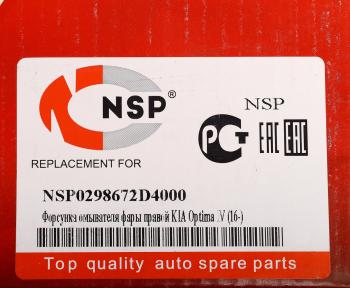 NSP®
NSP
РСТ EAC EAC
REPLACEMENT FOR
NSP0298672D4000
Форсунка омывателя фары правой KIA Optima IV (16-)
Top quality auto spare parts